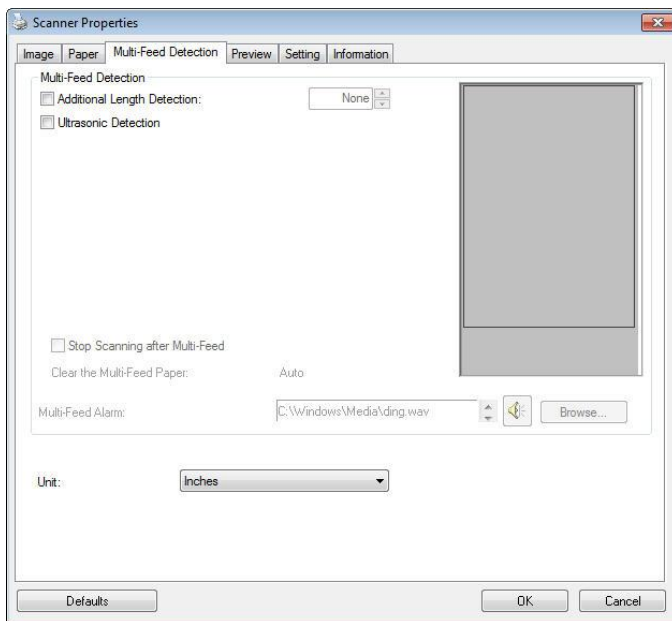 Scanner Properties
Image Paper Multi-Feed Detection Preview Setting Information
Multi-Feed Detection
Additional Length Detection: None
Ultrasonic Detection
Stop Scanning after Multi-Feed
Clear the Multi-Feed Paper: Auto
Multi-Feed Alarm: C:\Windows\Media\ding.wav Browse...
Unit: Inches
Defaults OK Cancel